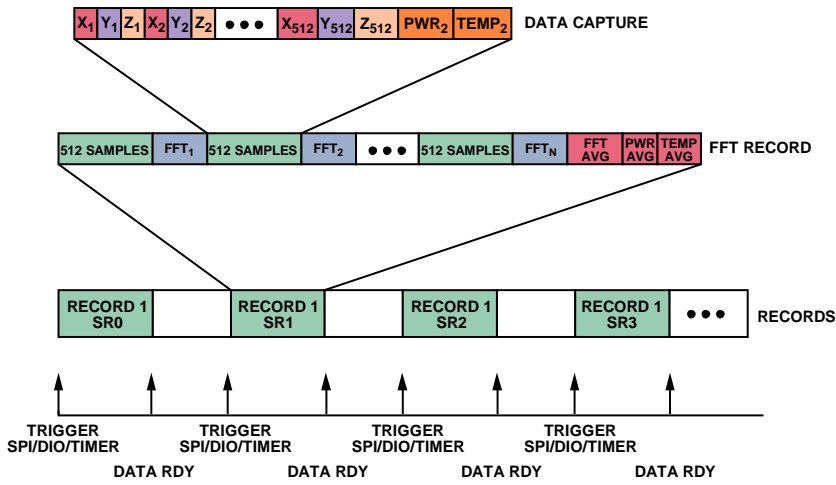 X1 Y1 Z1 X2 Y2 Z2 ●●● X512 Y512 Z512 PWR2 TEMP2 DATA CAPTURE
512 SAMPLES FFT1 512 SAMPLES FFT2 ●●● 512 SAMPLES FFTN FFT AVG PWR AVG TEMP AVG FFT RECORD
RECORD 1 SR0 RECORD 1 SR1 RECORD 1 SR2 RECORD 1 SR3 ●●● RECORDS
TRIGGER TRIGGER TRIGGER TRIGGER
SPI/DIO/TIMER SPI/DIO/TIMER SPI/DIO/TIMER SPI/DIO/TIMER
DATA RDY DATA RDY DATA RDY DATA RDY